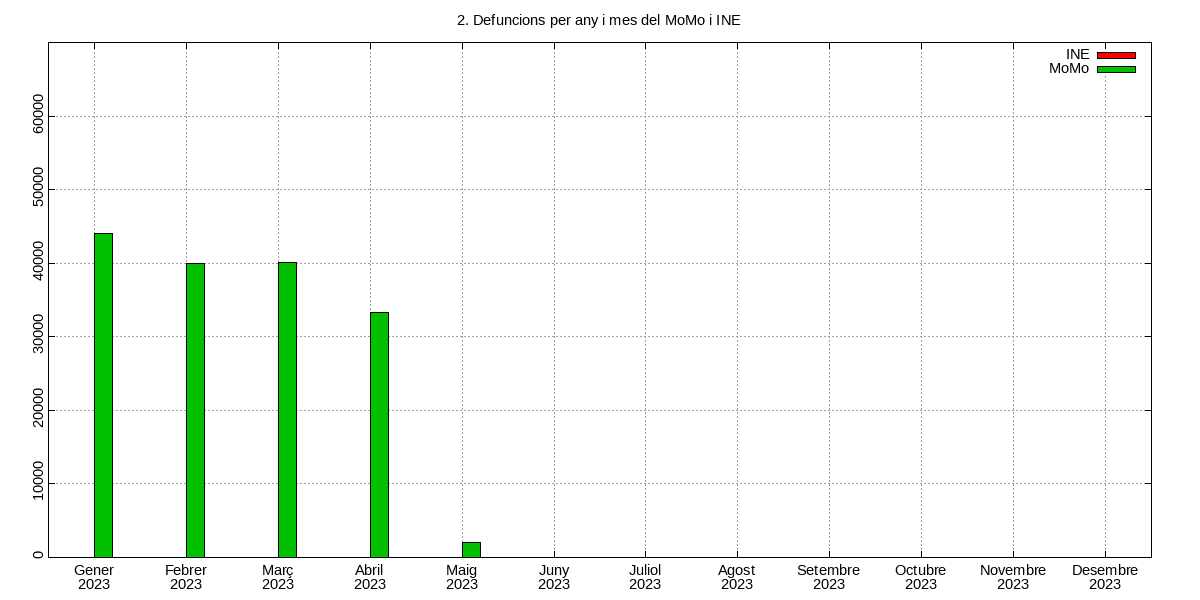 2. Defuncions per any i mes del MoMo i INE
INE
MoMo
60000
50000
40000
30000
20000
10000
0
Gener Febrer Març Abril Maig Juny Juliol Agost Setembre Octubre Novembre Desembre
2023 2023 2023 2023 2023 2023 2023 2023 2023 2023 2023 2023